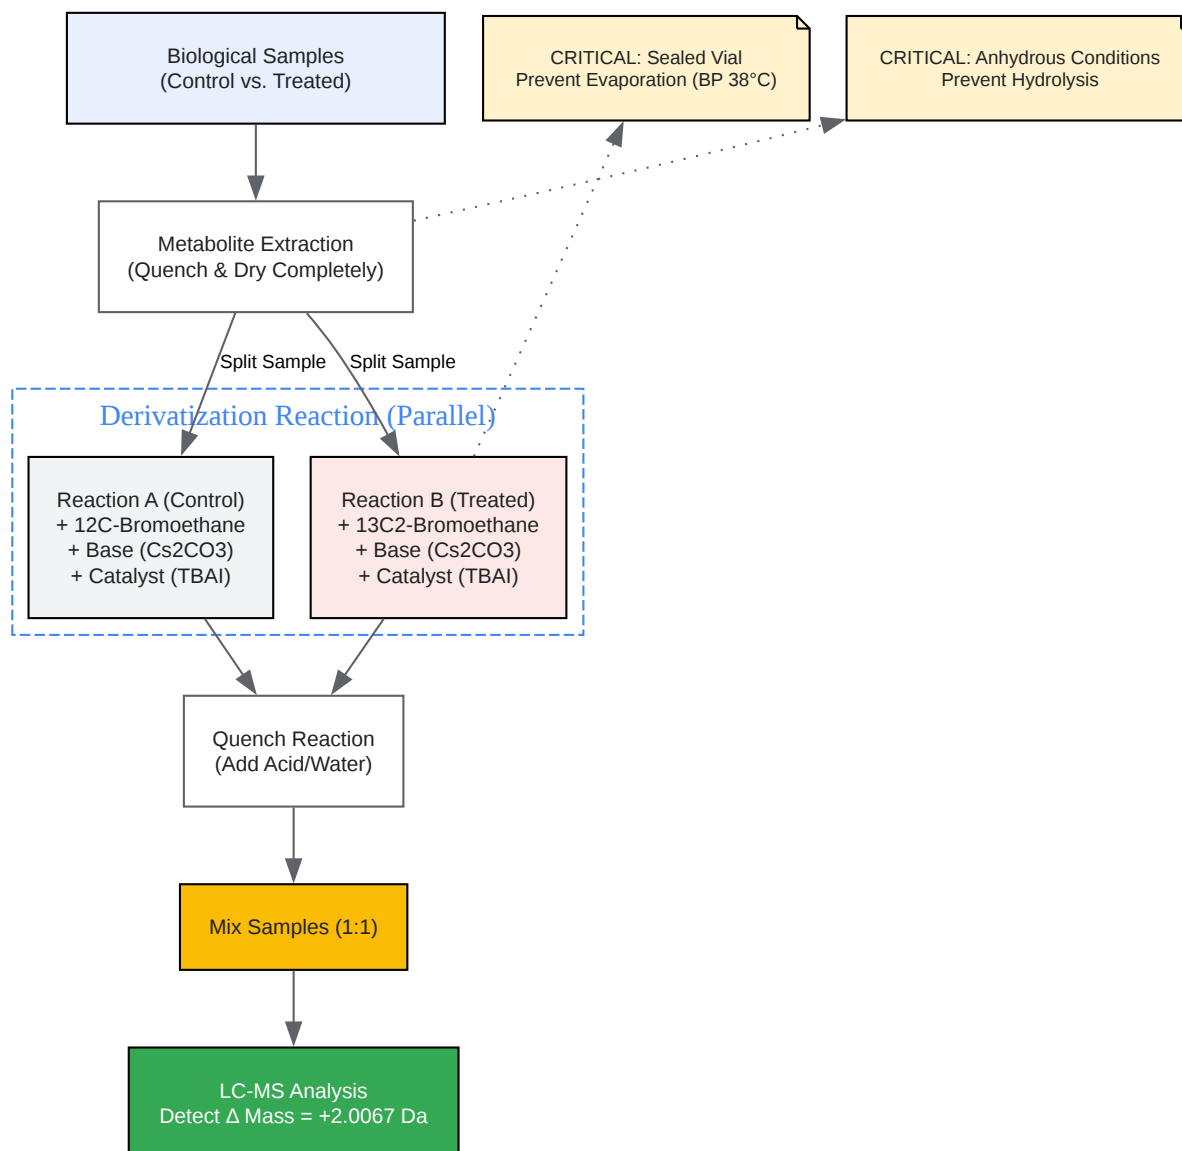 Biological Samples
(Control vs. Treated)
CRITICAL: Sealed Vial
Prevent Evaporation (BP 38°C)
CRITICAL: Anhydrous Conditions
Prevent Hydrolysis
Metabolite Extraction
(Quench & Dry Completely)
Split Sample
Split Sample
Derivatization Reaction (Parallel)
Reaction A (Control)
+ 12C-Bromoethane
+ Base (Cs2CO3)
+ Catalyst (TBAI)
Reaction B (Treated)
+ 13C2-Bromoethane
+ Base (Cs2CO3)
+ Catalyst (TBAI)
Quench Reaction
(Add Acid/Water)
Mix Samples (1:1)
LC-MS Analysis
Detect Δ Mass = +2.0067 Da